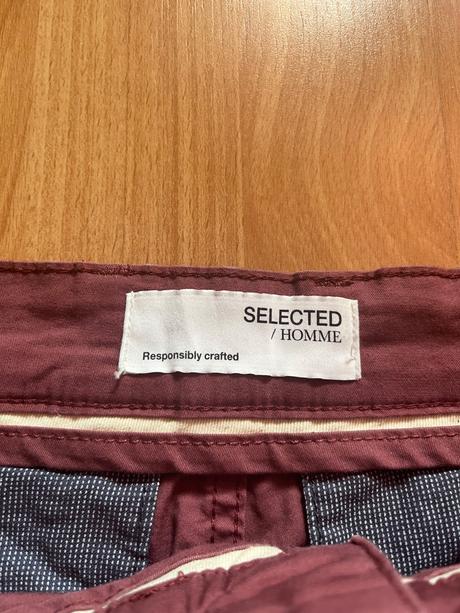 SELECTED
/ HOMME
Responsibly crafted